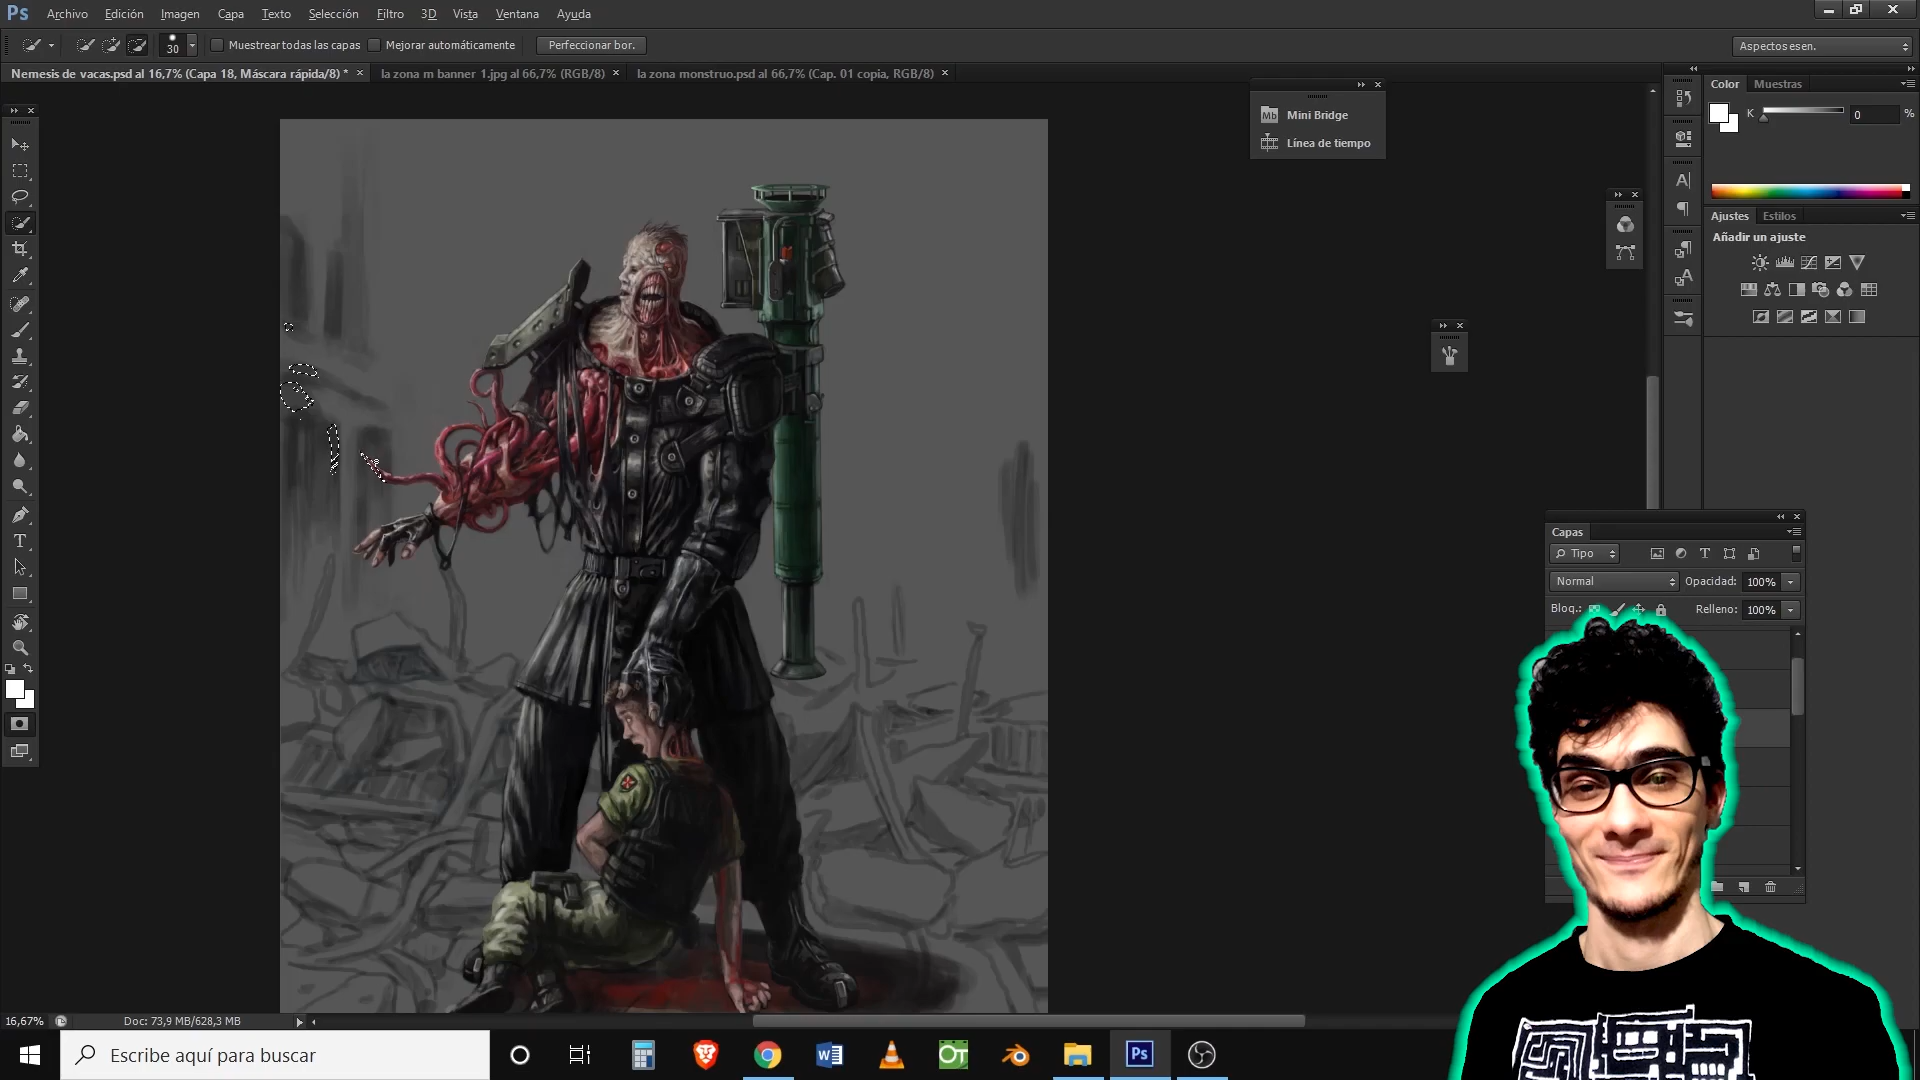 Ps Archivo Edición Imagen Capa Texto Selección Filtro 3D Vista Ventana Ayuda
30 Muestrear todas las capas Mejorar automáticamente Perfeccionar bor. Aspectos esen.
Nemesis de vacas.psd al 16,7% (Capa 18, Máscara rápida/8) * la zona m banner 1.jpg al 66,7% (RGB/8) la zona monstruo.psd al 66,7% (Cap. 01 copia, RGB/8)
Color Muestras
K 0 %
Mb Mini Bridge
Línea de tiempo
Ajustes Estilos
Añadir un ajuste
Capas
Tipo
Normal Opacidad: 100%
Bloq.: Relleno: 100%
16,67% Doc: 73,9 MB/628,3 MB
Escribe aquí para buscar
Ps